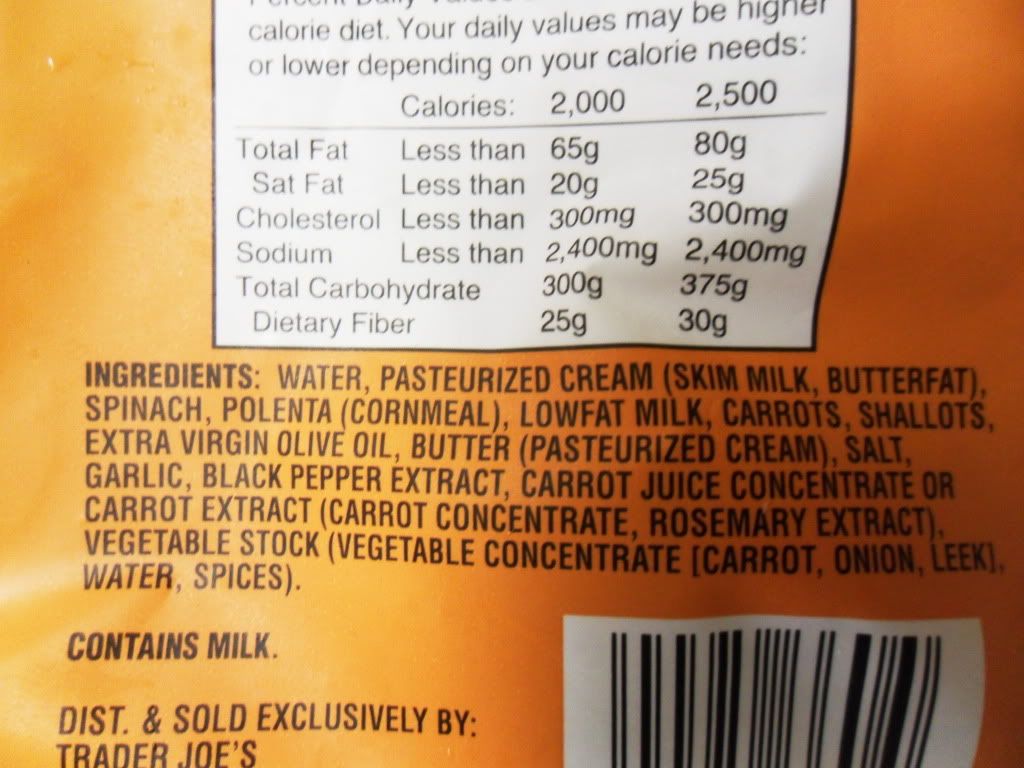 calorie diet. Your daily values may be higher
or lower depending on your calorie needs:
Calories: 2,000 2,500
Total Fat Less than 65g 80g
Sat Fat Less than 20g 25g
Cholesterol Less than 300mg 300mg
Sodium Less than 2,400mg 2,400mg
Total Carbohydrate 300g 375g
Dietary Fiber 25g 30g
INGREDIENTS: WATER, PASTEURIZED CREAM (SKIM MILK, BUTTERFAT),
SPINACH, POLENTA (CORNMEAL), LOWFAT MILK, CARROTS, SHALLOTS,
EXTRA VIRGIN OLIVE OIL, BUTTER (PASTEURIZED CREAM), SALT,
GARLIC, BLACK PEPPER EXTRACT, CARROT JUICE CONCENTRATE OR
CARROT EXTRACT (CARROT CONCENTRATE, ROSEMARY EXTRACT),
VEGETABLE STOCK (VEGETABLE CONCENTRATE [CARROT, ONION, LEEK],
WATER, SPICES).
CONTAINS MILK.
DIST. & SOLD EXCLUSIVELY BY:
TRADER JOE'S